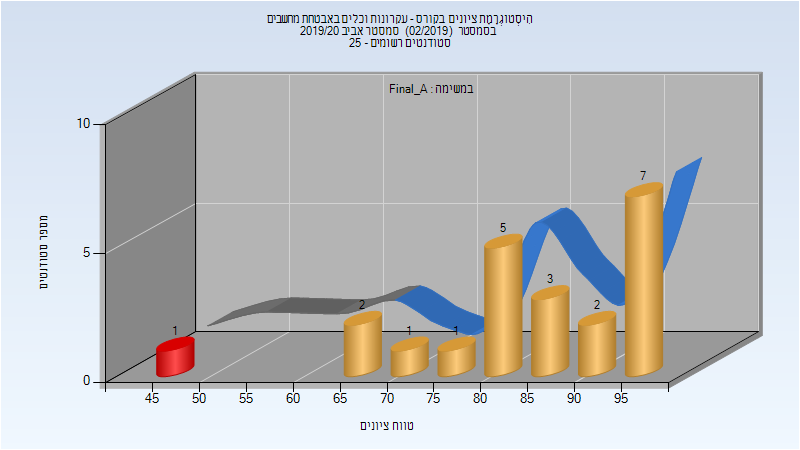 הִיסְטוֹגְרָמַת ציונים בקורס - עקרונות וכלים באבטחת מחשבים
בסמסטר (02/2019) סמסטר אביב 2019/20
סטודנטים רשומים - 25
במשימה : Final_A
מספר סטודנטים
10
5
0
1
2
1
1
5
3
2
7
45 50 55 60 65 70 75 80 85 90 95
טווח ציונים